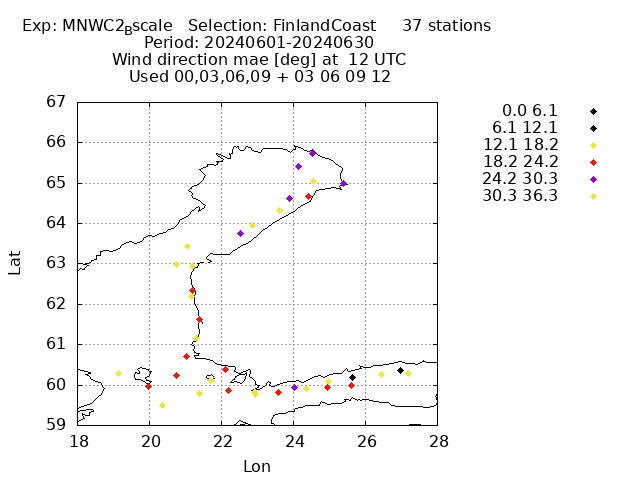 Exp: MNWC2Bscale Selection: FinlandCoast 37 stations
Period: 20240601-20240630
Wind direction mae [deg] at 12 UTC
Used 00,03,06,09 + 03 06 09 12
0.0 6.1
6.1 12.1
12.1 18.2
18.2 24.2
24.2 30.3
30.3 36.3
67
66
65
64
63
62
61
60
59
Lat
18 20 22 24 26 28
Lon